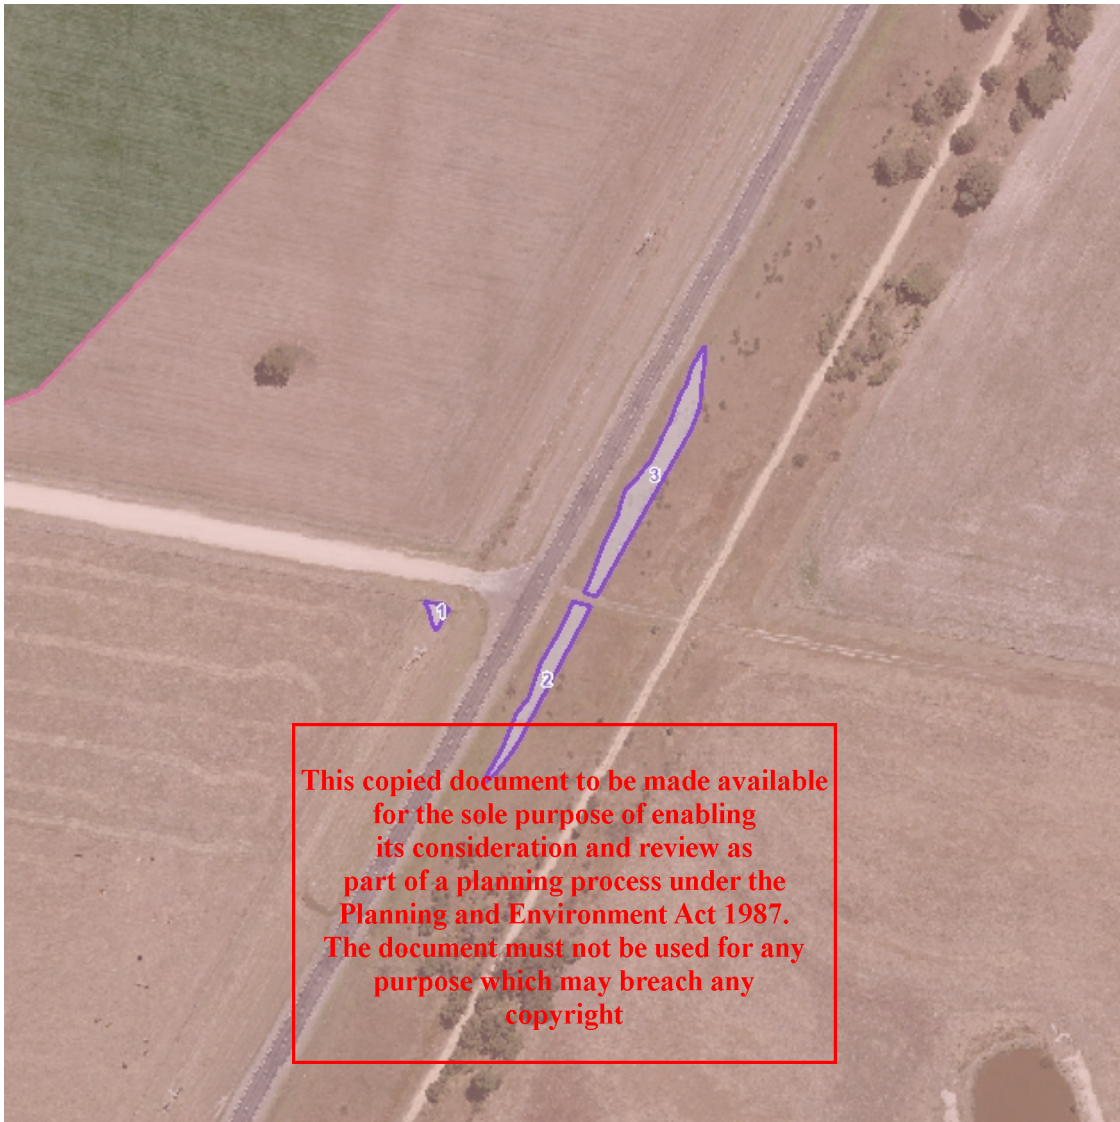 3
1
2
This copied document to be made available
for the sole purpose of enabling
its consideration and review as
part of a planning process under the
Planning and Environment Act 1987.
The document must not be used for any
purpose which may breach any
copyright